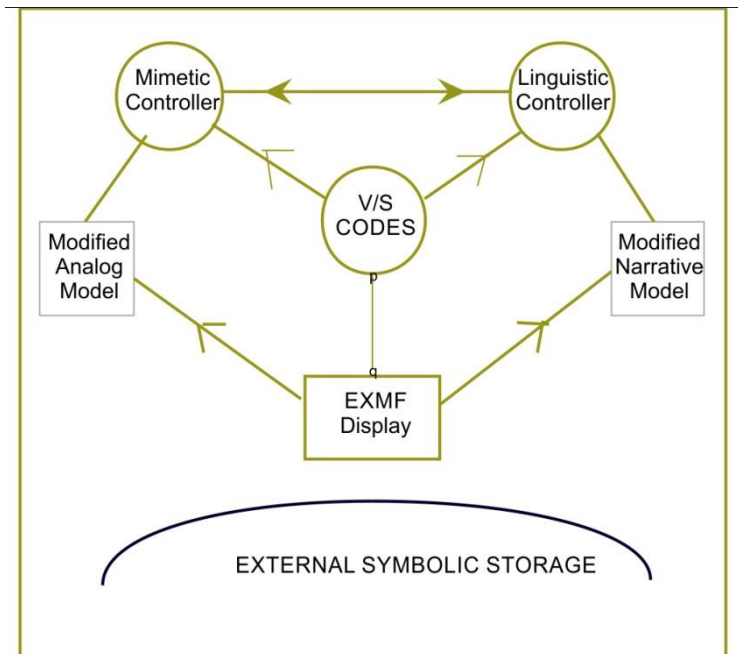 Mimetic
Controller
Linguistic
Controller
V/S
CODES
Modified
Analog
Model
Modified
Narrative
Model
p
q
EXMF
Display
EXTERNAL SYMBOLIC STORAGE